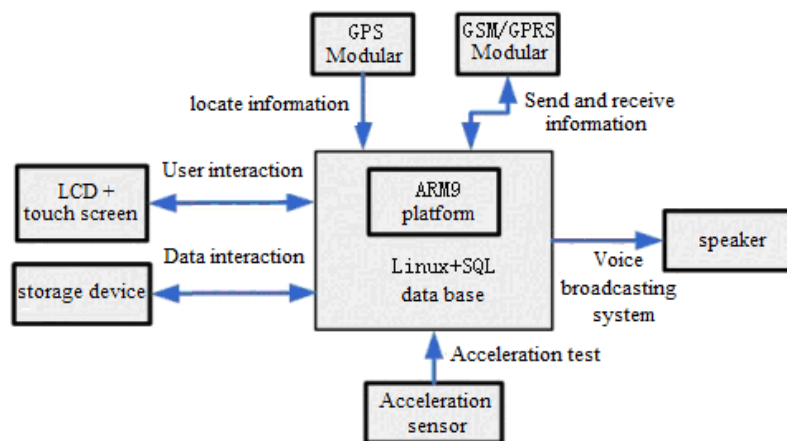 GPS
Modular
GSM/GPRS
Modular
locate information
Send and receive
information
User interaction
LCD +
touch screen
ARM9
platform
speaker
Data interaction
Linux+SQL
data base
storage device
Voice
broadcasting
system
Acceleration test
Acceleration
sensor